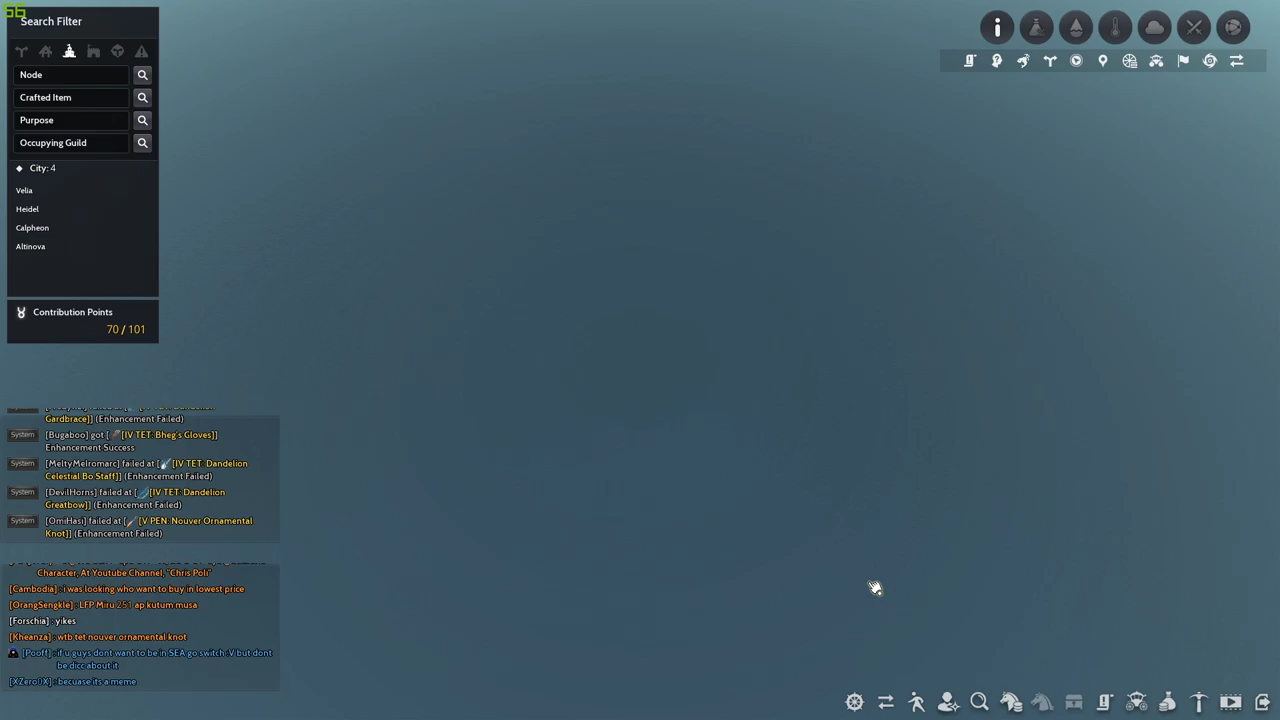 56
Search Filter
Node
Crafted Item
Purpose
Occupying Guild
City: 4
Velia
Heidel
Calpheon
Altinova
Contribution Points
70 / 101
Gardbrace]] (Enhancement Failed)
System [Bugaboo] got [ [IV TET: Bheg's Gloves]]
Enhancement Success
System [MeltyMelromarc] failed at [ [IV TET: Dandelion
Celestial Bo Staff]] (Enhancement Failed)
System [DevilHorns] failed at [ [IV TET: Dandelion
Greatbow]] (Enhancement Failed)
System [OmiHasi] failed at [ [V PEN: Nouver Ornamental
Knot]] (Enhancement Failed)
Character, At Youtube Channel, "Chris Poli"
[Cambodia] : i was looking who want to buy in lowest price
[OrangSengkle] : LFP Miru 251 ap kutum musa
[Forschia] : yikes
[Kheanza] : wtb tet nouver ornamental knot
[Pooff] : if u guys dont want to be in SEA go switch :V but dont
be dicc about it
[XZero0JX] : becuase its a meme